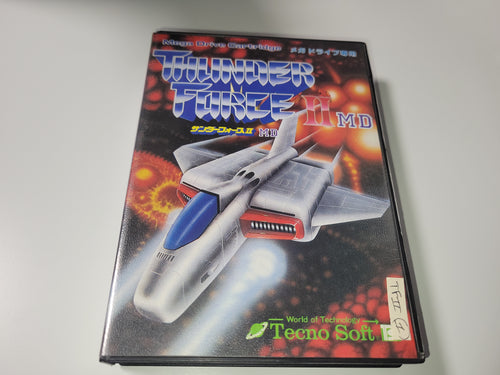 Mega Drive Cartridge メガドライブ専用
THUNDER
FORCE II MD
サンダーフォースII MD
World of Technology
Tecno Soft
TFII